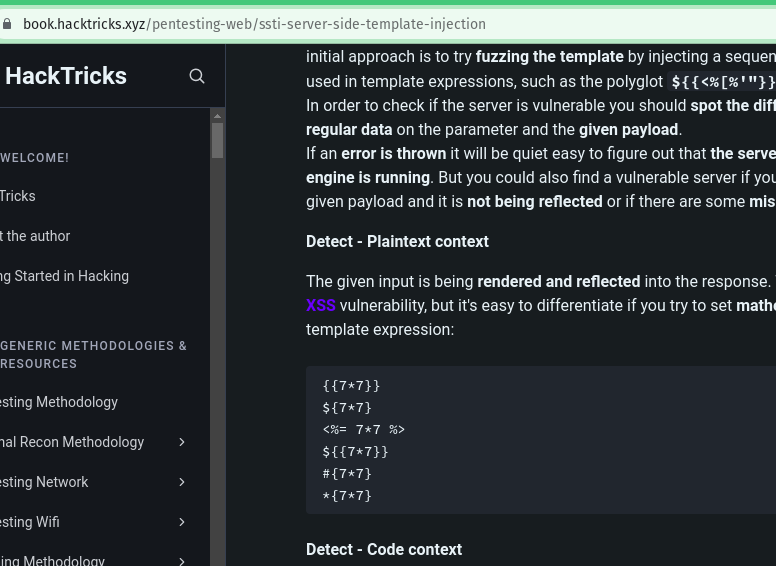 book.hacktricks.xyz/pentesting-web/ssti-server-side-template-injection
HackTricks
WELCOME!
Tricks
t the author
ng Started in Hacking
GENERIC METHODOLOGIES &
RESOURCES
esting Methodology
nal Recon Methodology
esting Network
esting Wifi
ing Methodology
initial approach is to try fuzzing the template by injecting a sequen
used in template expressions, such as the polyglot ${{<%[%'"}}
In order to check if the server is vulnerable you should spot the diff
regular data on the parameter and the given payload.
If an error is thrown it will be quiet easy to figure out that the serve
engine is running. But you could also find a vulnerable server if you
given payload and it is not being reflected or if there are some mis
Detect - Plaintext context
The given input is being rendered and reflected into the response.
XSS vulnerability, but it's easy to differentiate if you try to set mathe
template expression:
{{7*7}}
${7*7}
<%= 7*7 %>
${{7*7}}
#{7*7}
*{7*7}
Detect - Code context